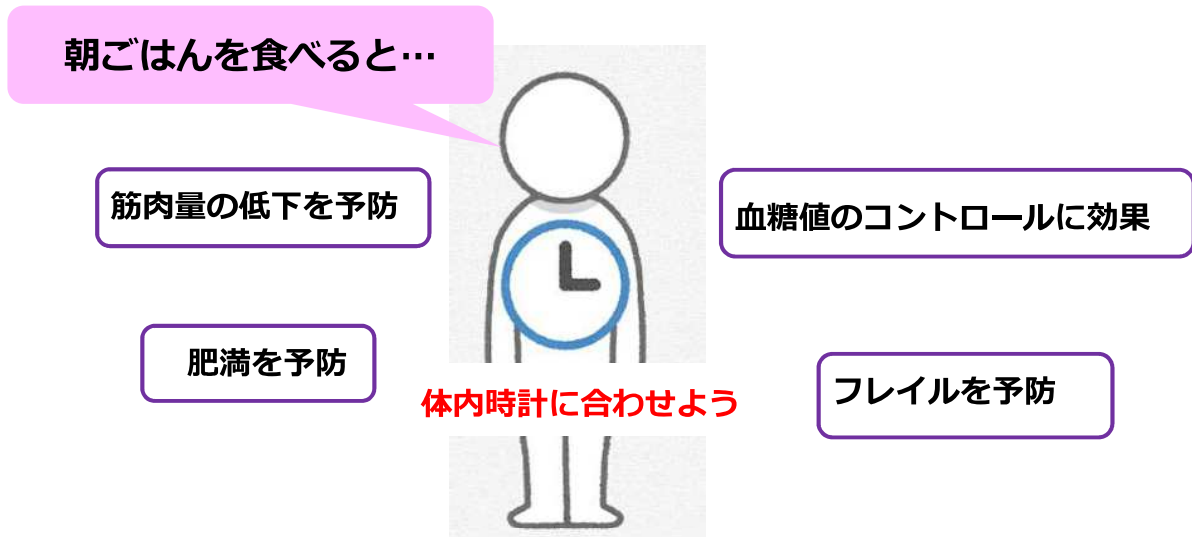 朝ごはんを食べると…
筋肉量の低下を予防
血糖値のコントロールに効果
肥満を予防
フレイルを予防
体内時計に合わせよう